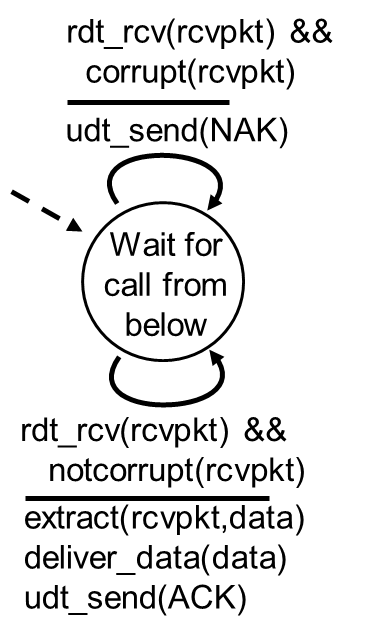 rdt_rcv(rcvpkt) &&
corrupt(rcvpkt)
udt_send(NAK)
Wait for
call from
below
rdt_rcv(rcvpkt) &&
notcorrupt(rcvpkt)
extract(rcvpkt,data)
deliver_data(data)
udt_send(ACK)